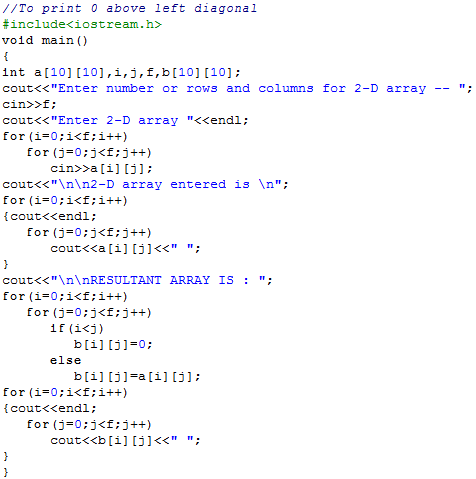 //To print 0 above left diagonal
#include<iostream.h>
void main()
{
int a[10][10],i,j,f,b[10][10];
cout<<"Enter number or rows and columns for 2-D array -- ";
cin>>f;
cout<<"Enter 2-D array "<<endl;
for(i=0;i<f;i++)
   for(j=0;j<f;j++)
      cin>>a[i][j];
cout<<"\n\n2-D array entered is \n";
for(i=0;i<f;i++)
{cout<<endl;
   for(j=0;j<f;j++)
      cout<<a[i][j]<<" ";
}
cout<<"\n\nRESULTANT ARRAY IS : ";
for(i=0;i<f;i++)
   for(j=0;j<f;j++)
      if(i<j)
         b[i][j]=0;
      else
         b[i][j]=a[i][j];
for(i=0;i<f;i++)
{cout<<endl;
   for(j=0;j<f;j++)
      cout<<b[i][j]<<" ";
}
}